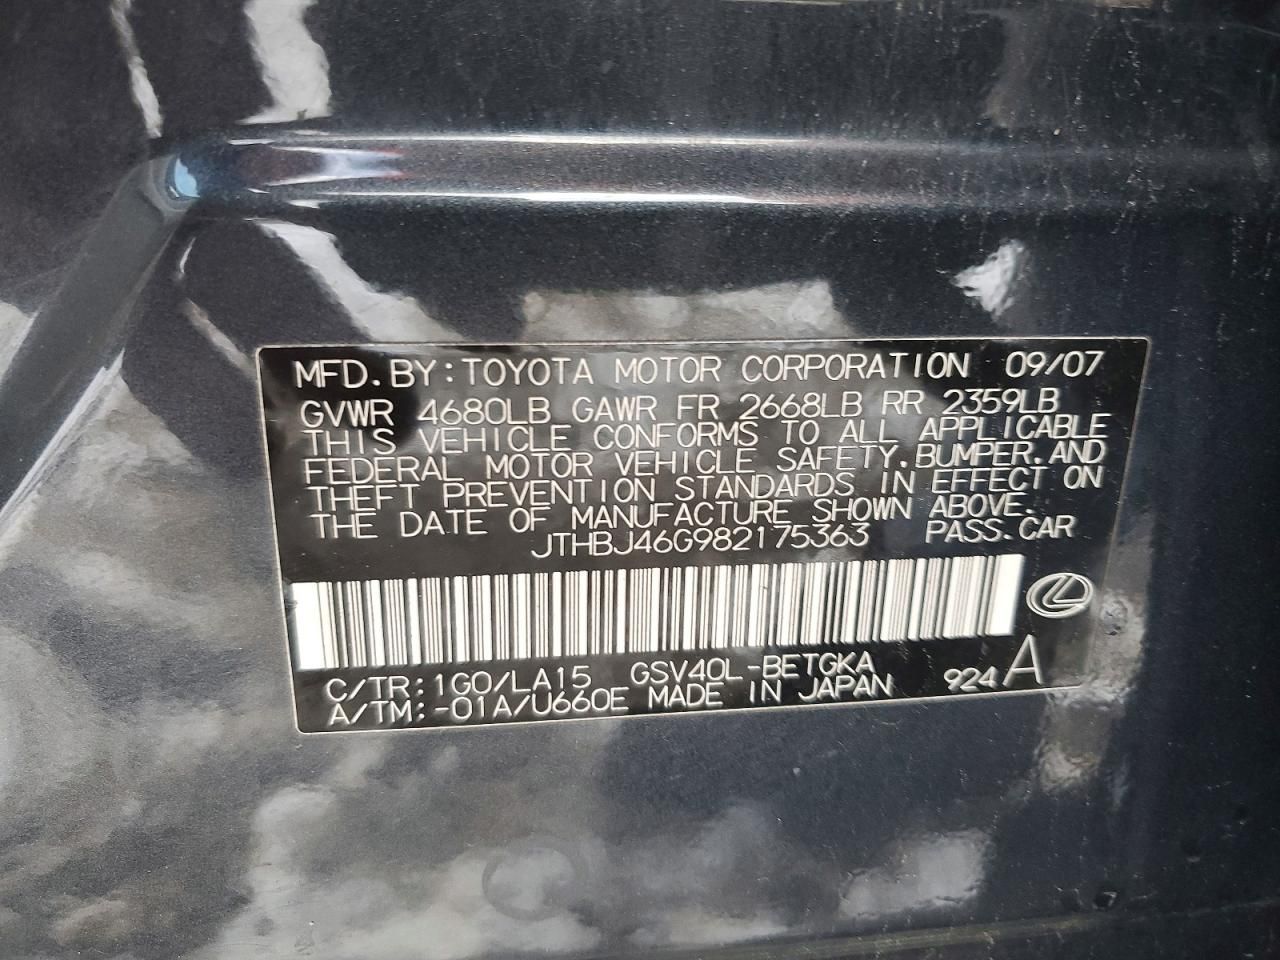 MFD. BY: TOYOTA MOTOR CORPORATION 09/07
GVWR 4680LB GAWR FR 2668LB RR 2359LB
THIS VEHICLE CONFORMS TO ALL APPLICABLE
FEDERAL MOTOR VEHICLE SAFETY, BUMPER, AND
THEFT PREVENTION STANDARDS IN EFFECT ON
THE DATE OF MANUFACTURE SHOWN ABOVE.
JTHBJ46G982175363 PASS. CAR
C/TR: 1G0/LA15 GSV40L-BETGKA
A/TM: -01A/U660E MADE IN JAPAN 924 A